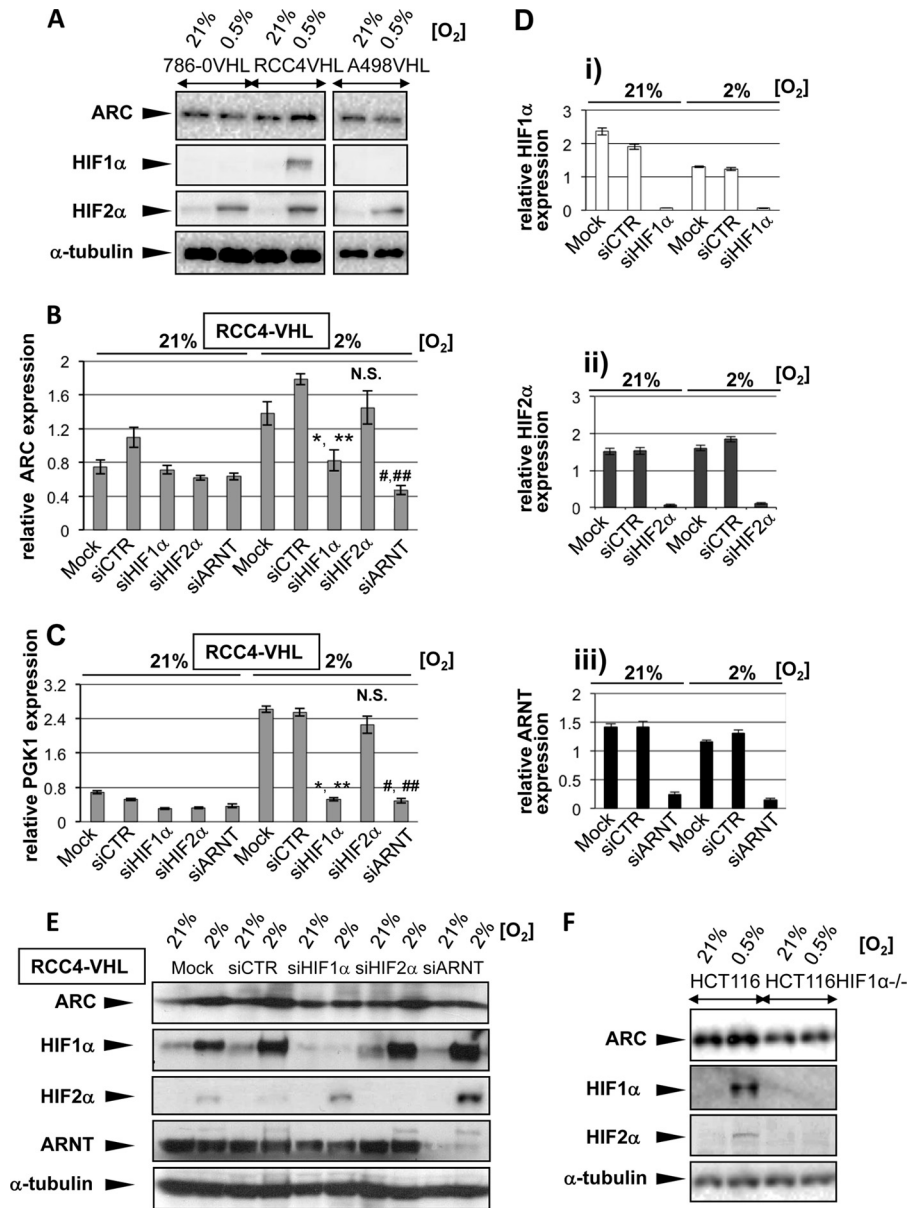 A
21% 0.5% 21% 0.5% 21% 0.5% [O₂]
786-0VHL RCC4VHL A498VHL
ARC
HIF1α
HIF2α
α-tubulin
B
RCC4-VHL
21% 2% [O₂]
relative ARC expression
2
1.6
1.2
0.8
0.4
0
N.S.
*, **
#,##
Mock siCTR siHIF1α siHIF2α siARNT Mock siCTR siHIF1α siHIF2α siARNT
C
RCC4-VHL
21% 2% [O₂]
relative PGK1 expression
3.2
2.4
0.8
0
N.S.
*, **
#, ##
Mock siCTR siHIF1α siHIF2α siARNT Mock siCTR siHIF1α siHIF2α siARNT
D
i)
21% 2% [O₂]
relative HIF1α
expression
3
2
1
0
Mock siCTR siHIF1α Mock siCTR siHIF1α
ii)
21% 2% [O₂]
relative HIF2α
expression
3
2
1
0
Mock siCTR siHIF2α Mock siCTR siHIF2α
iii)
21% 2% [O₂]
relative ARNT
expression
2
1.5
1
0.5
0
Mock siCTR siARNT Mock siCTR siARNT
E
21% 2% 21% 2% 21% 2% 21% 2% 21% 2% [O₂]
RCC4-VHL
Mock siCTR siHIF1α siHIF2α siARNT
ARC
HIF1α
HIF2α
ARNT
α-tubulin
F
21% 0.5% 21% 0.5% [O₂]
HCT116 HCT116HIF1α-/-
ARC
HIF1α
HIF2α
α-tubulin